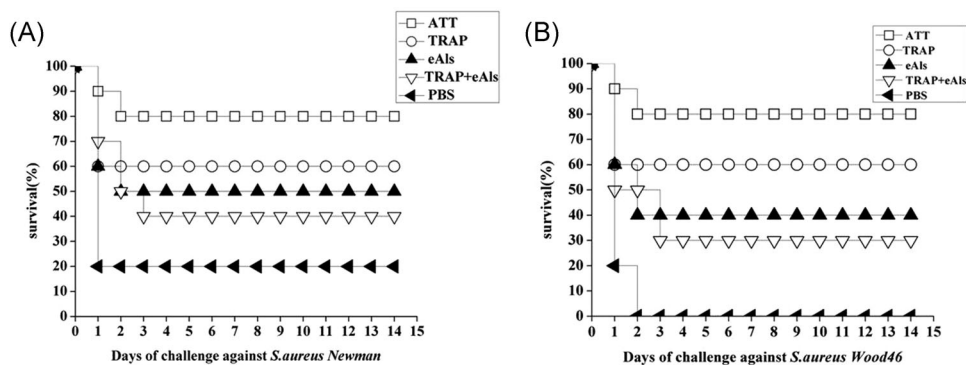 (A)
ATT
TRAP
eAls
TRAP+eAls
PBS
100
90
80
70
60
50
40
30
20
10
0
survival(%)
0 1 2 3 4 5 6 7 8 9 10 11 12 13 14 15
Days of challenge against S.aureus Newman
(B)
ATT
TRAP
eAls
TRAP+eAls
PBS
100
90
80
70
60
50
40
30
20
10
0
survival(%)
0 1 2 3 4 5 6 7 8 9 10 11 12 13 14 15
Days of challenge against S.aureus Wood46